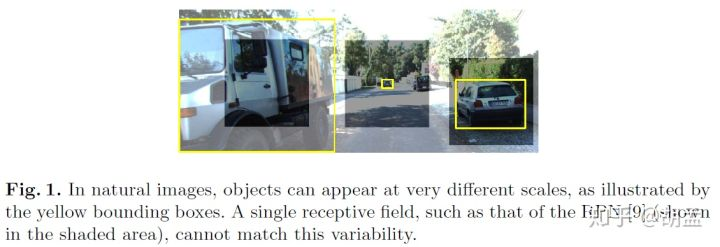 知乎 @胡孟
Fig. 1. In natural images, objects can appear at very different scales, as illustrated by
the yellow bounding boxes. A single receptive field, such as that of the RPN [9] (shown
in the shaded area), cannot match this variability.